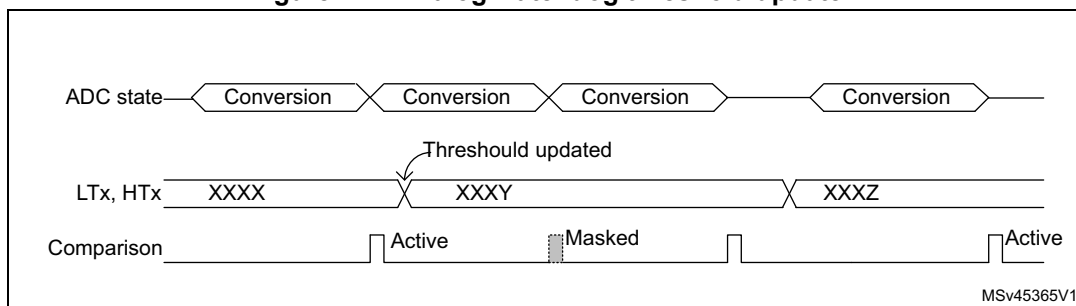 ADC state Conversion Conversion Conversion Conversion
Threshould updated
LTx, HTx XXXX XXXY XXXZ
Comparison Active Masked Active
MSv45365V1